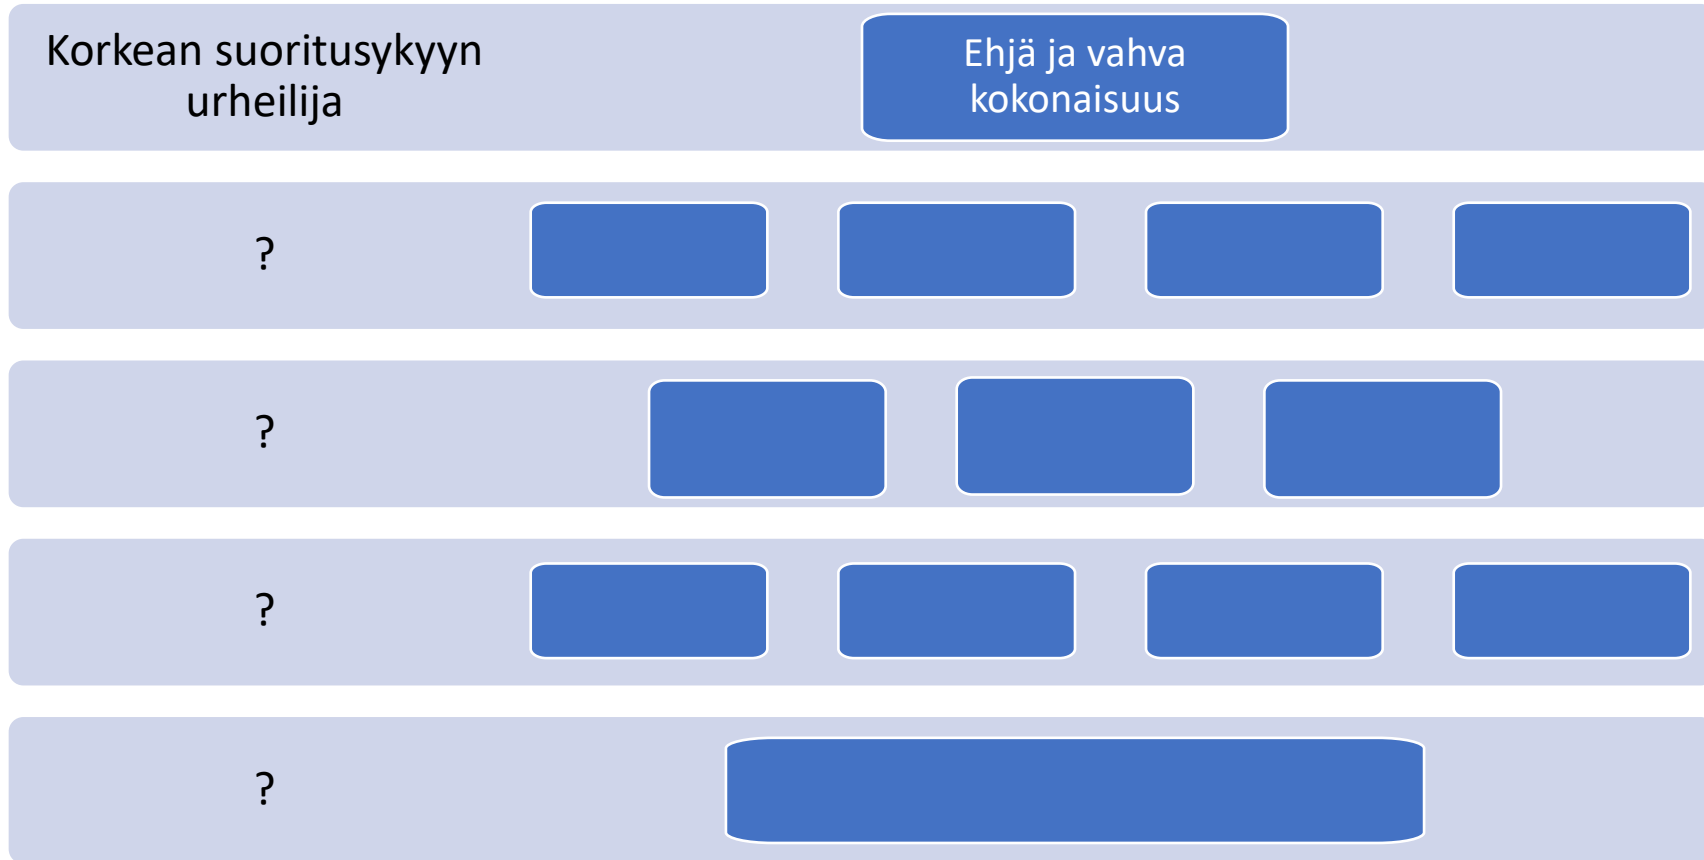 Korkean suoritusykyyn
urheilija
Ehjä ja vahva
kokonaisuus
?
?
?
?